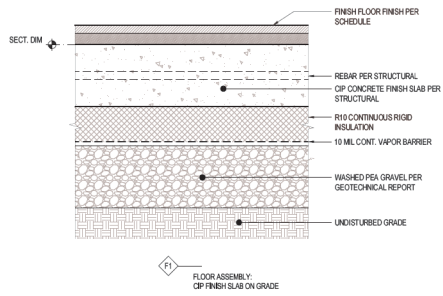 FINISH FLOOR FINISH PER
SCHEDULE
SECT. DIM
REBAR PER STRUCTURAL
CIP CONCRETE FINISH SLAB PER
STRUCTURAL
R10 CONTINUOUS RIGID
INSULATION
10 MIL CONT. VAPOR BARRIER
WASHED PEA GRAVEL PER
GEOTECHNICAL REPORT
UNDISTURBED GRADE
F1
FLOOR ASSEMBLY:
CIP FINISH SLAB ON GRADE